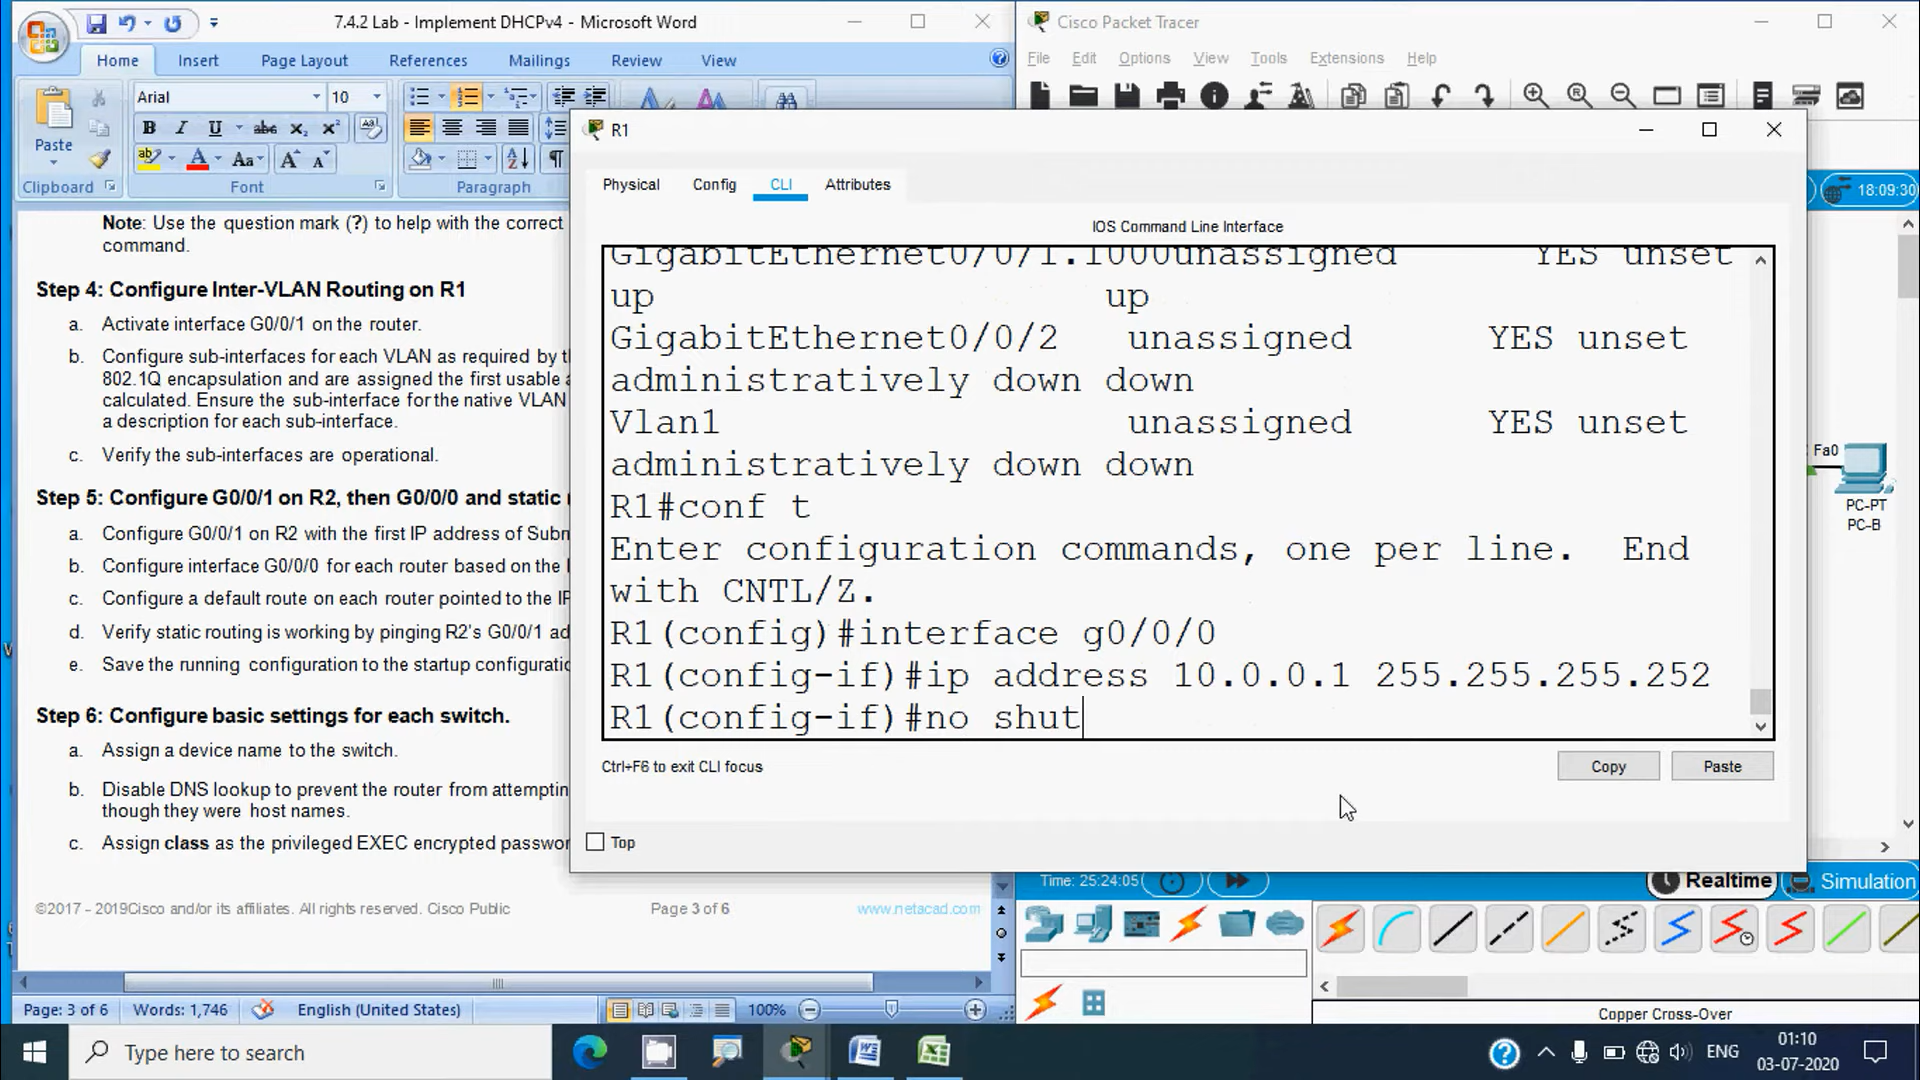 7.4.2 Lab - Implement DHCPv4 - Microsoft Word
Home Insert Page Layout References Mailings Review View
Arial 10
Paste
Clipboard Font Paragraph
Note: Use the question mark (?) to help with the correct
command.
Step 4: Configure Inter-VLAN Routing on R1
a. Activate interface G0/0/1 on the router.
b. Configure sub-interfaces for each VLAN as required by th
802.1Q encapsulation and are assigned the first usable a
calculated. Ensure the sub-interface for the native VLAN
a description for each sub-interface.
c. Verify the sub-interfaces are operational.
Step 5: Configure G0/0/1 on R2, then G0/0/0 and static
a. Configure G0/0/1 on R2 with the first IP address of Subn
b. Configure interface G0/0/0 for each router based on the
c. Configure a default route on each router pointed to the IP
d. Verify static routing is working by pinging R2's G0/0/1 ad
e. Save the running configuration to the startup configuratio
Step 6: Configure basic settings for each switch.
a. Assign a device name to the switch.
b. Disable DNS lookup to prevent the router from attempting
though they were host names.
c. Assign class as the privileged EXEC encrypted passwor
©2017 - 2019Cisco and/or its affiliates. All rights reserved. Cisco Public Page 3 of 6 www.netacad.com
Page: 3 of 6 Words: 1,746 English (United States) 100%
Cisco Packet Tracer
File Edit Options View Tools Extensions Help
18:09:30
R1
Physical Config CLI Attributes
IOS Command Line Interface
GigabitEthernet0/0/1.1000unassigned YES unset
up up
GigabitEthernet0/0/2 unassigned YES unset
administratively down down
Vlan1 unassigned YES unset
administratively down down
R1#conf t
Enter configuration commands, one per line. End
with CNTL/Z.
R1(config)#interface g0/0/0
R1(config-if)#ip address 10.0.0.1 255.255.255.252
R1(config-if)#no shut
Ctrl+F6 to exit CLI focus
Copy Paste
Top
Fa0
PC-PT
PC-B
Time: 25:24:05
Realtime Simulation
Copper Cross-Over
Type here to search
ENG
01:10
03-07-2020